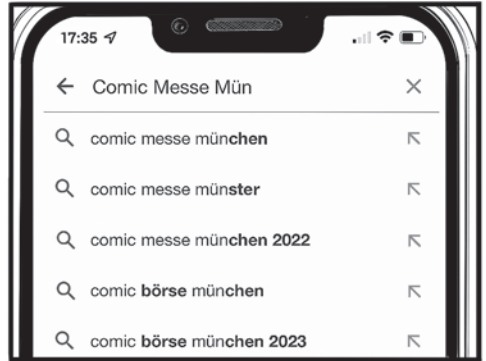 17:35
Comic Messe Mün
comic messe münchen
comic messe münster
comic messe münchen 2022
comic börse münchen
comic börse münchen 2023